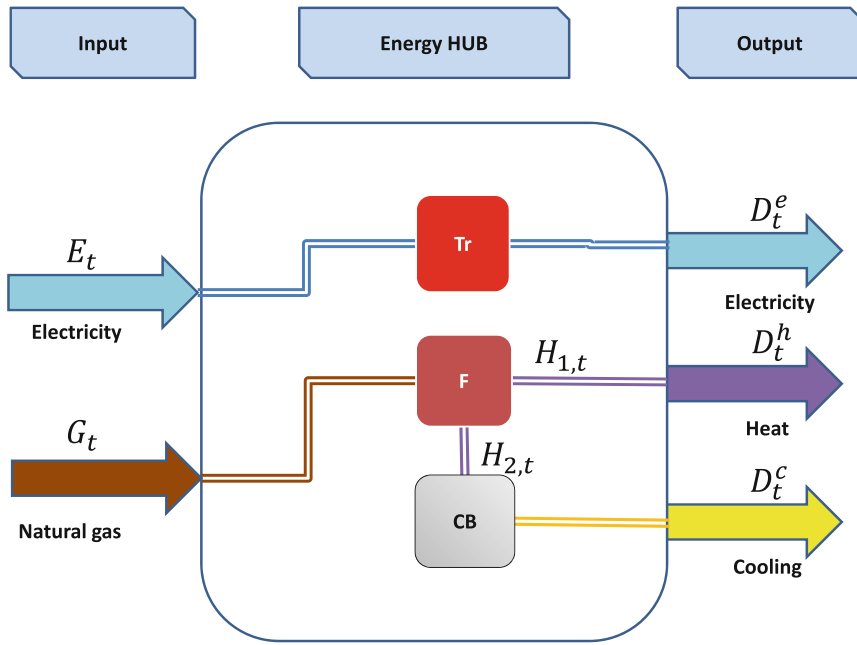 Input
Energy HUB
Output
E_t
Electricity
G_t
Natural gas
Tr
F
H_{1,t}
H_{2,t}
CB
D_t^e
Electricity
D_t^h
Heat
D_t^c
Cooling